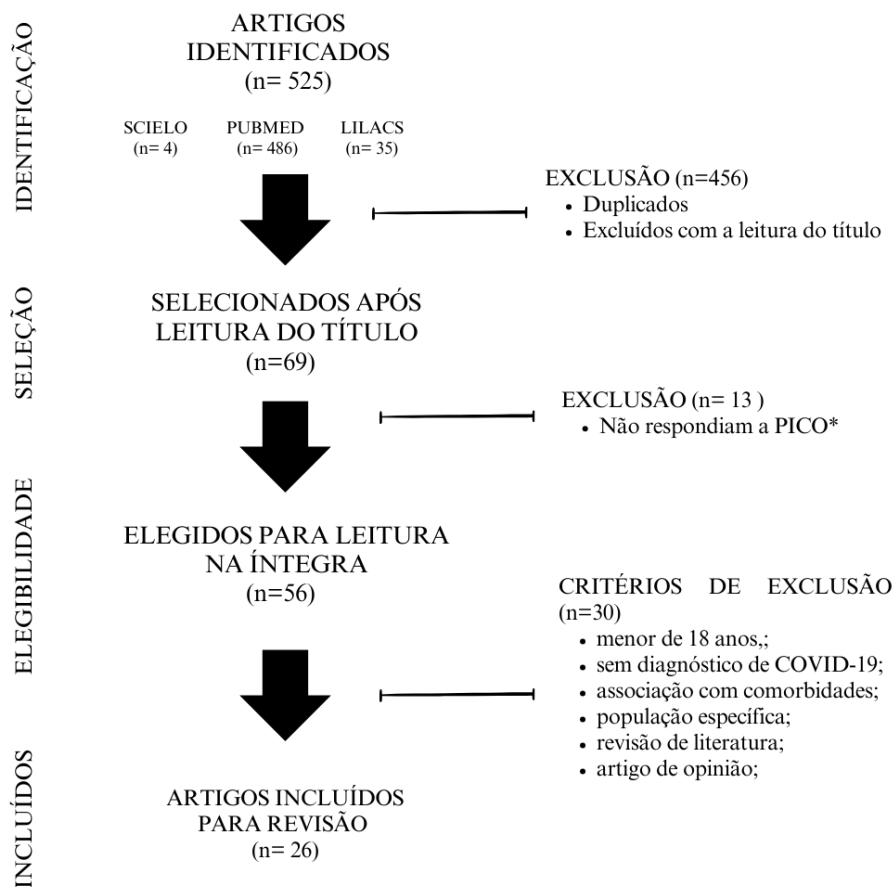 IDENTIFICAÇÃO
ARTIGOS
IDENTIFICADOS
(n= 525)
SCIELO
(n= 4)
PUBMED
(n= 486)
LILACS
(n= 35)
EXCLUSÃO (n=456)
• Duplicados
• Excluídos com a leitura do título
SELEÇÃO
SELECIONADOS APÓS
LEITURA DO TÍTULO
(n=69)
EXCLUSÃO (n= 13 )
• Não respondiam a PICO*
ELEGIBILIDADE
ELEGIDOS PARA LEITURA
NA ÍNTEGRA
(n=56)
CRITÉRIOS DE EXCLUSÃO
(n=30)
• menor de 18 anos,;
• sem diagnóstico de COVID-19;
• associação com comorbidades;
• população específica;
• revisão de literatura;
• artigo de opinião;
INCLUÍDOS
ARTIGOS INCLUÍDOS
PARA REVISÃO
(n= 26)